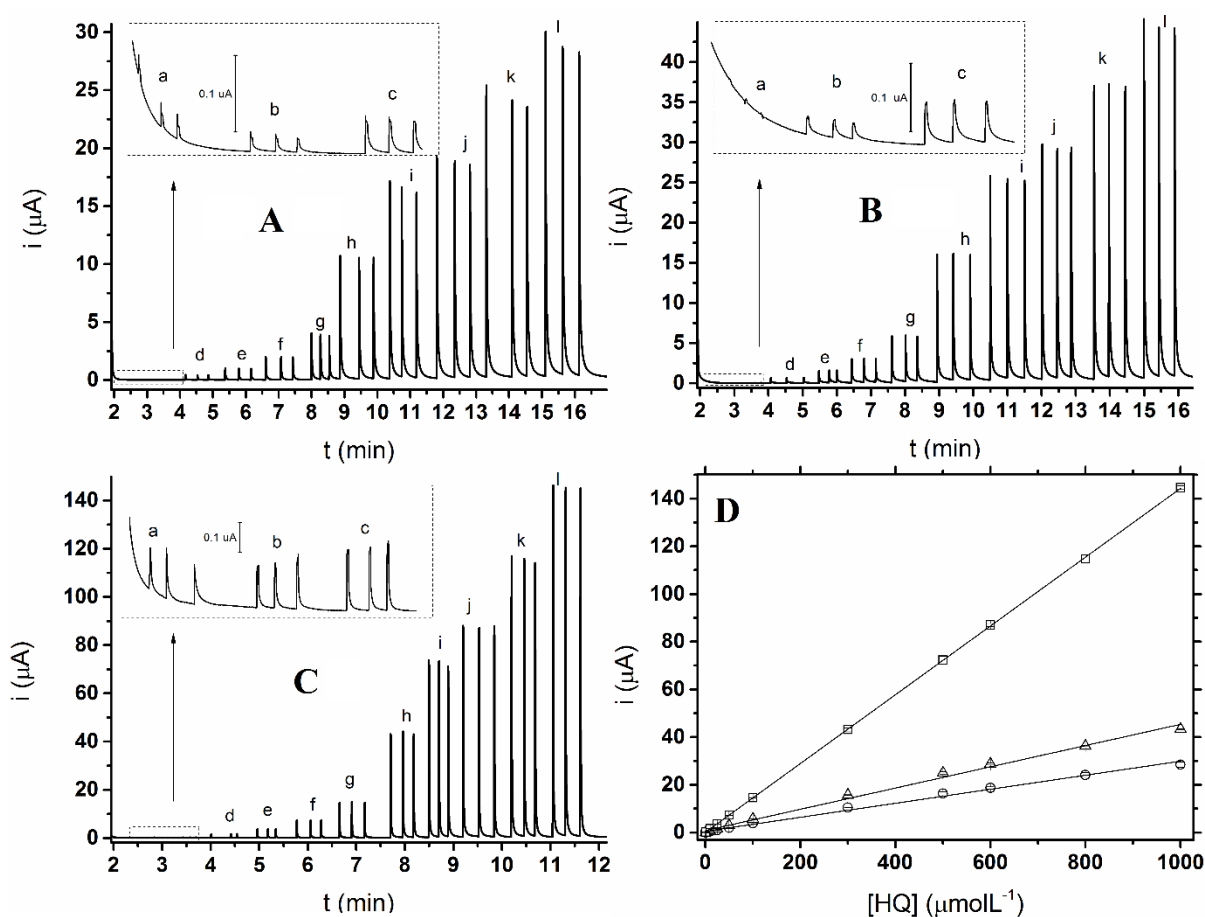 30
25
20
15
10
5
0
i (µA)
a
0.1 uA
b
c
d
e
f
g
h
i
j
k
l
A
2 3 4 5 6 7 8 9 10 11 12 13 14 15 16
t (min)
40
35
30
25
20
15
10
5
0
i (µA)
a
b
0.1 uA
c
d
e
f
g
h
i
j
k
l
B
2 3 4 5 6 7 8 9 10 11 12 13 14 15 16
t (min)
140
120
100
80
60
40
20
0
i (µA)
a
0.1 uA
b
c
d
e
f
g
h
i
j
k
l
C
2 3 4 5 6 7 8 9 10 11 12
t (min)
140
120
100
80
60
40
20
0
i (µA)
D
0 200 400 600 800 1000
[HQ] (µmolL⁻¹)